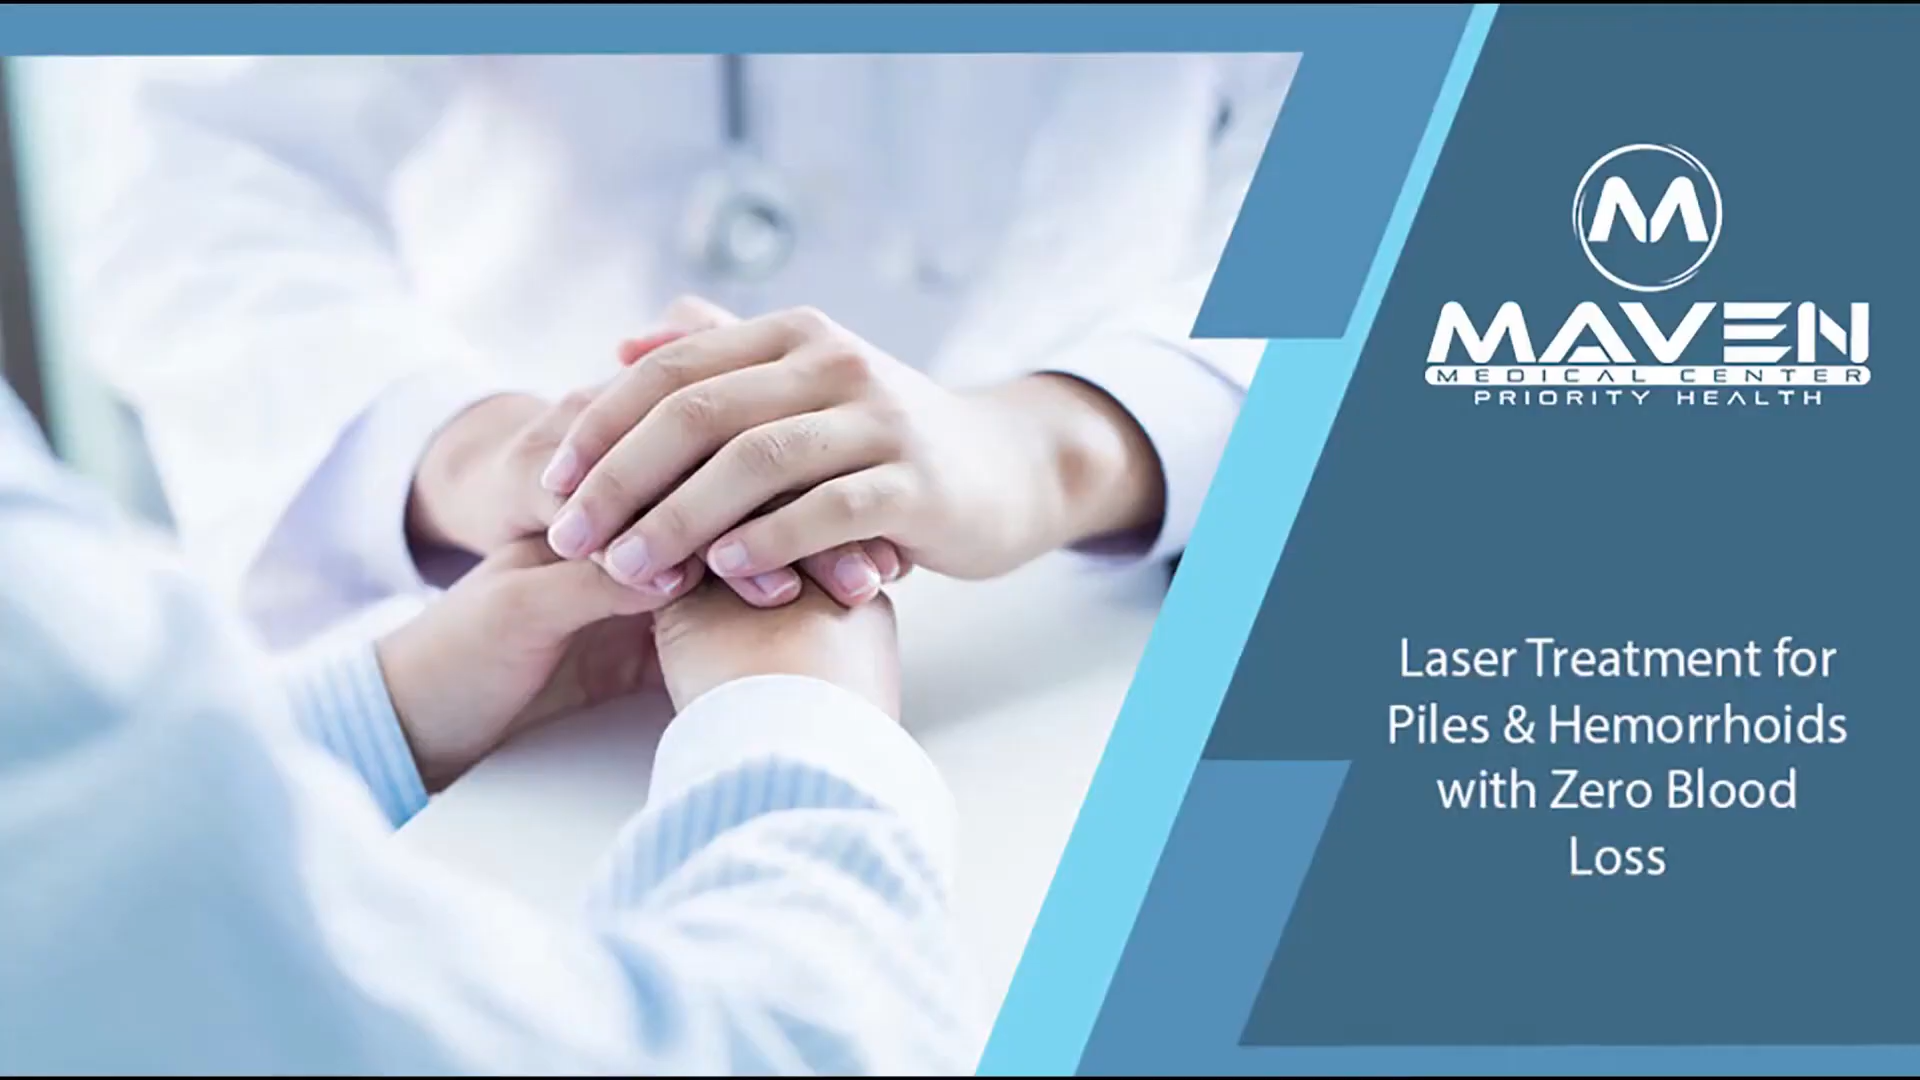 M
MAVEN
MEDICAL CENTER
PRIORITY HEALTH
Laser Treatment for
Piles & Hemorrhoids
with Zero Blood
Loss